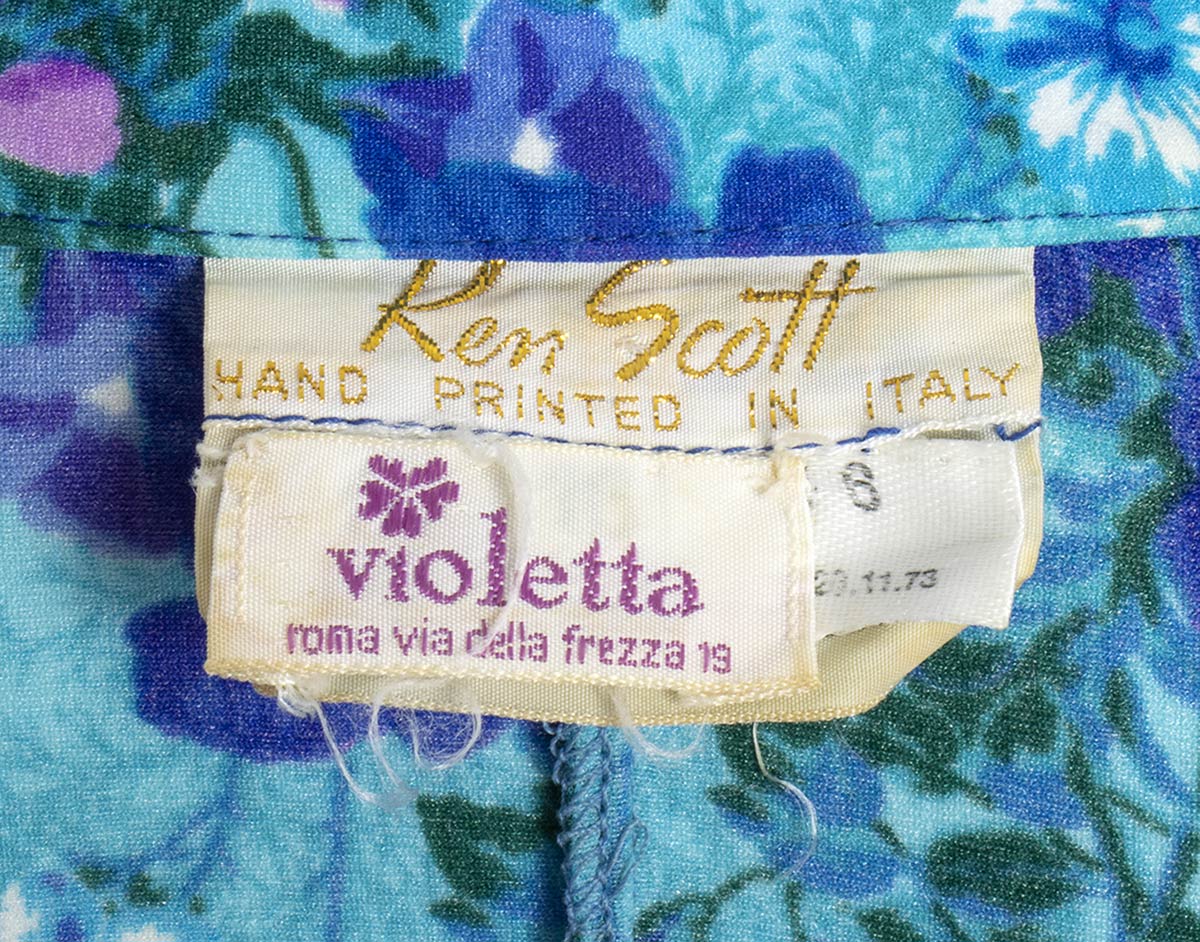 Ken Scott
HAND PRINTED IN ITALY
8
violetta
roma via della frezza 19
.11.73